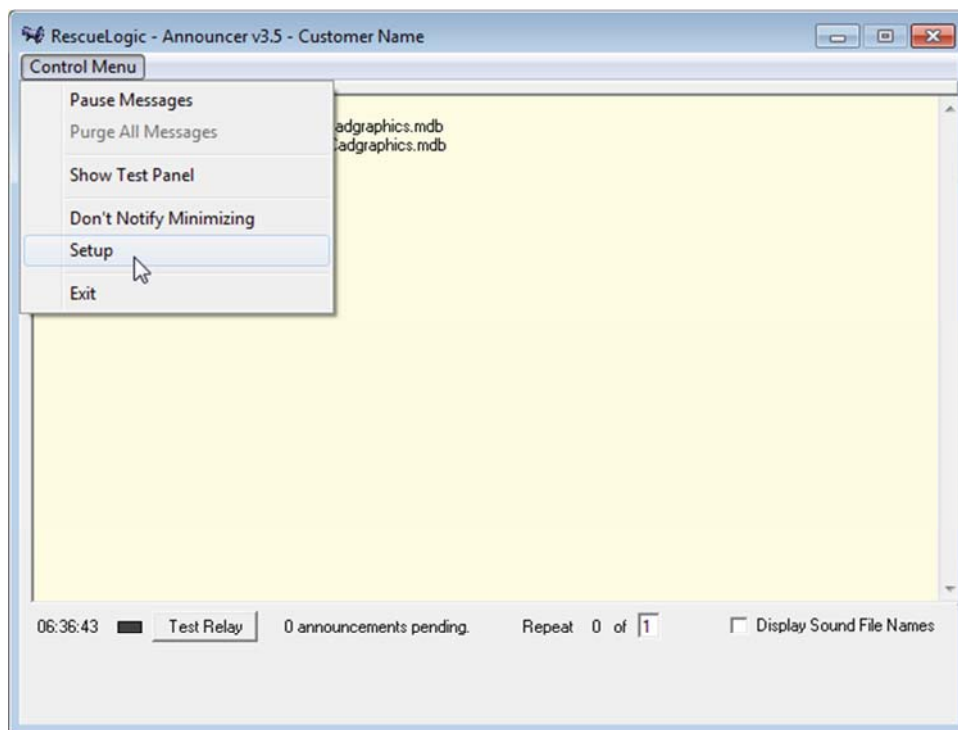 RescueLogic - Announcer v3.5 - Customer Name
Control Menu
Pause Messages
Purge All Messages
Show Test Panel
Don't Notify Minimizing
Setup
Exit
adgraphics.mdb
adgraphics.mdb
06:36:43 Test Relay 0 announcements pending. Repeat 0 of 1 Display Sound File Names